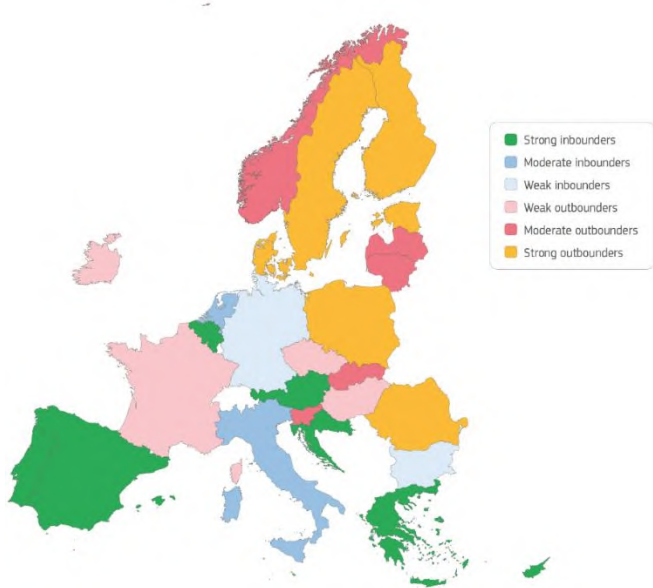 Strong inbounders
Moderate inbounders
Weak inbounders
Weak outbounders
Moderate outbounders
Strong outbounders